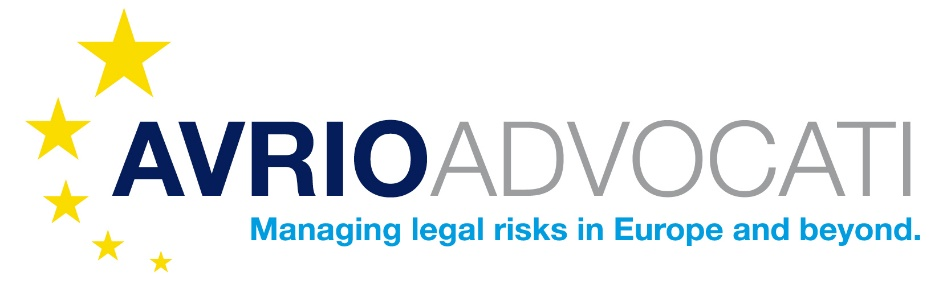 AVRIOADVOCATI
Managing legal risks in Europe and beyond.